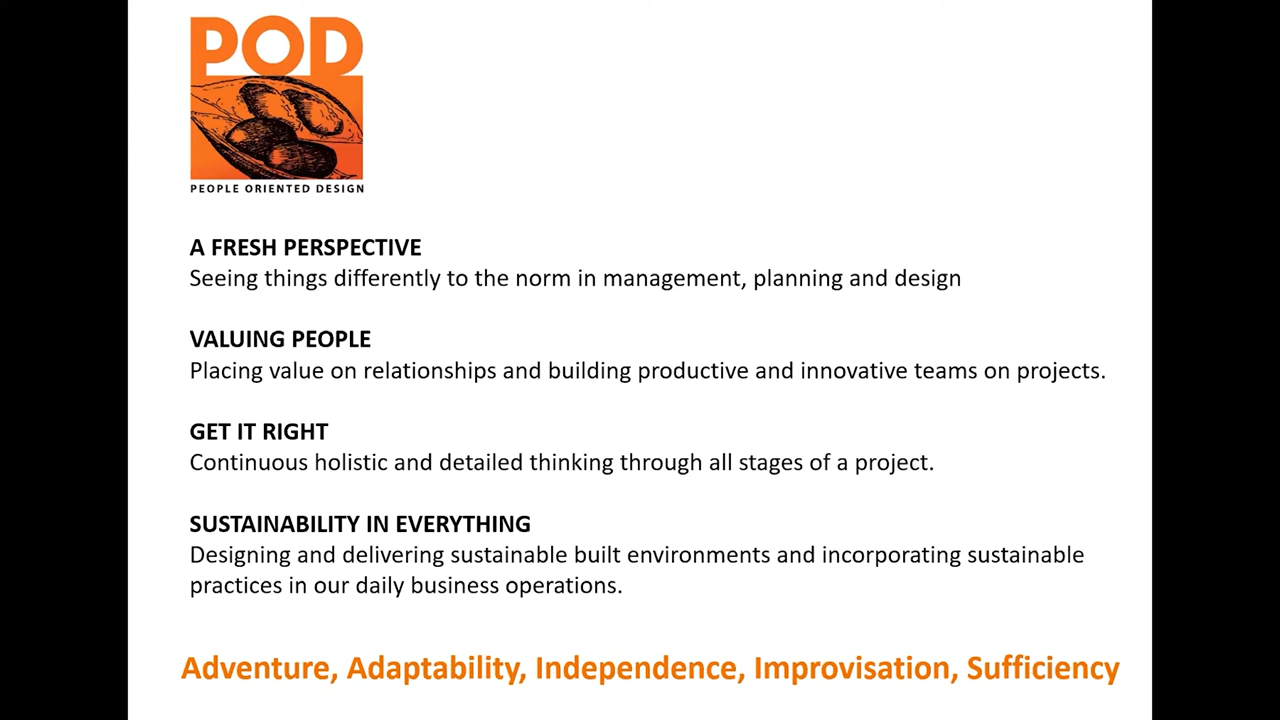 POD
PEOPLE ORIENTED DESIGN
A FRESH PERSPECTIVE
Seeing things differently to the norm in management, planning and design
VALUING PEOPLE
Placing value on relationships and building productive and innovative teams on projects.
GET IT RIGHT
Continuous holistic and detailed thinking through all stages of a project.
SUSTAINABILITY IN EVERYTHING
Designing and delivering sustainable built environments and incorporating sustainable
practices in our daily business operations.
Adventure, Adaptability, Independence, Improvisation, Sufficiency